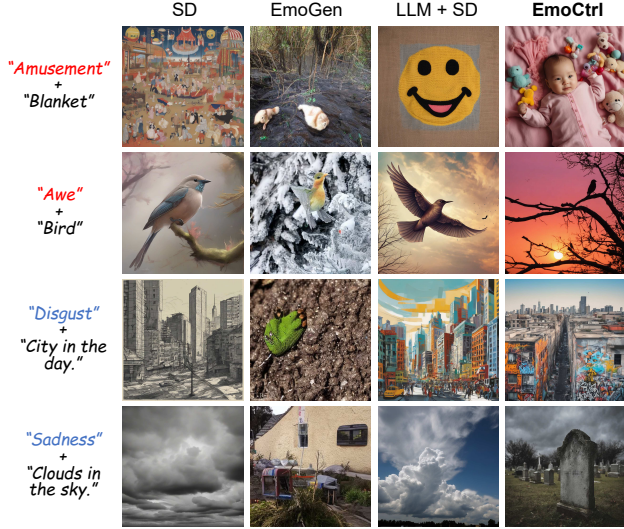 SD EmoGen LLM + SD EmoCtrl
“Amusement”
+
“Blanket”
“Awe”
+
“Bird”
“Disgust”
+
“City in the
day.”
“Sadness”
+
“Clouds in
the sky.”